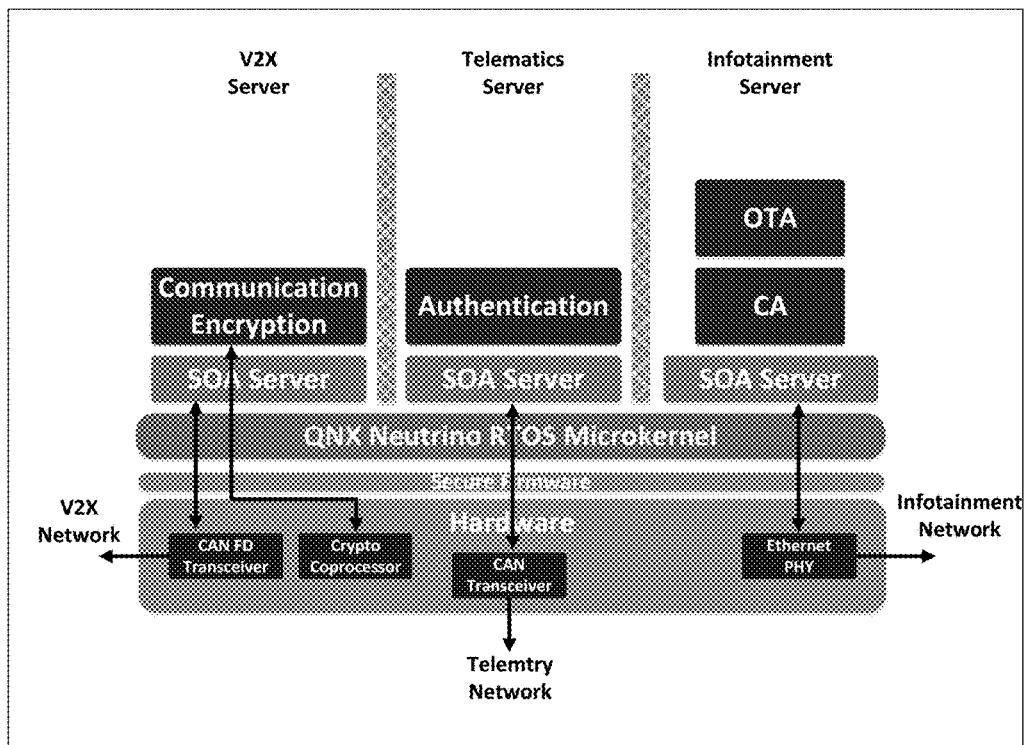 V2X
Server
Telematics
Server
Infotainment
Server
OTA
Communication
Encryption
Authentication
CA
SOA Server
SOA Server
SOA Server
QNX Neutrino RTOS Microkernel
Secure Firmware
Hardware
V2X
Network
CAN FD
Transceiver
Crypto
Coprocessor
CAN
Transceiver
Ethernet
PHY
Infotainment
Network
Telemtry
Network